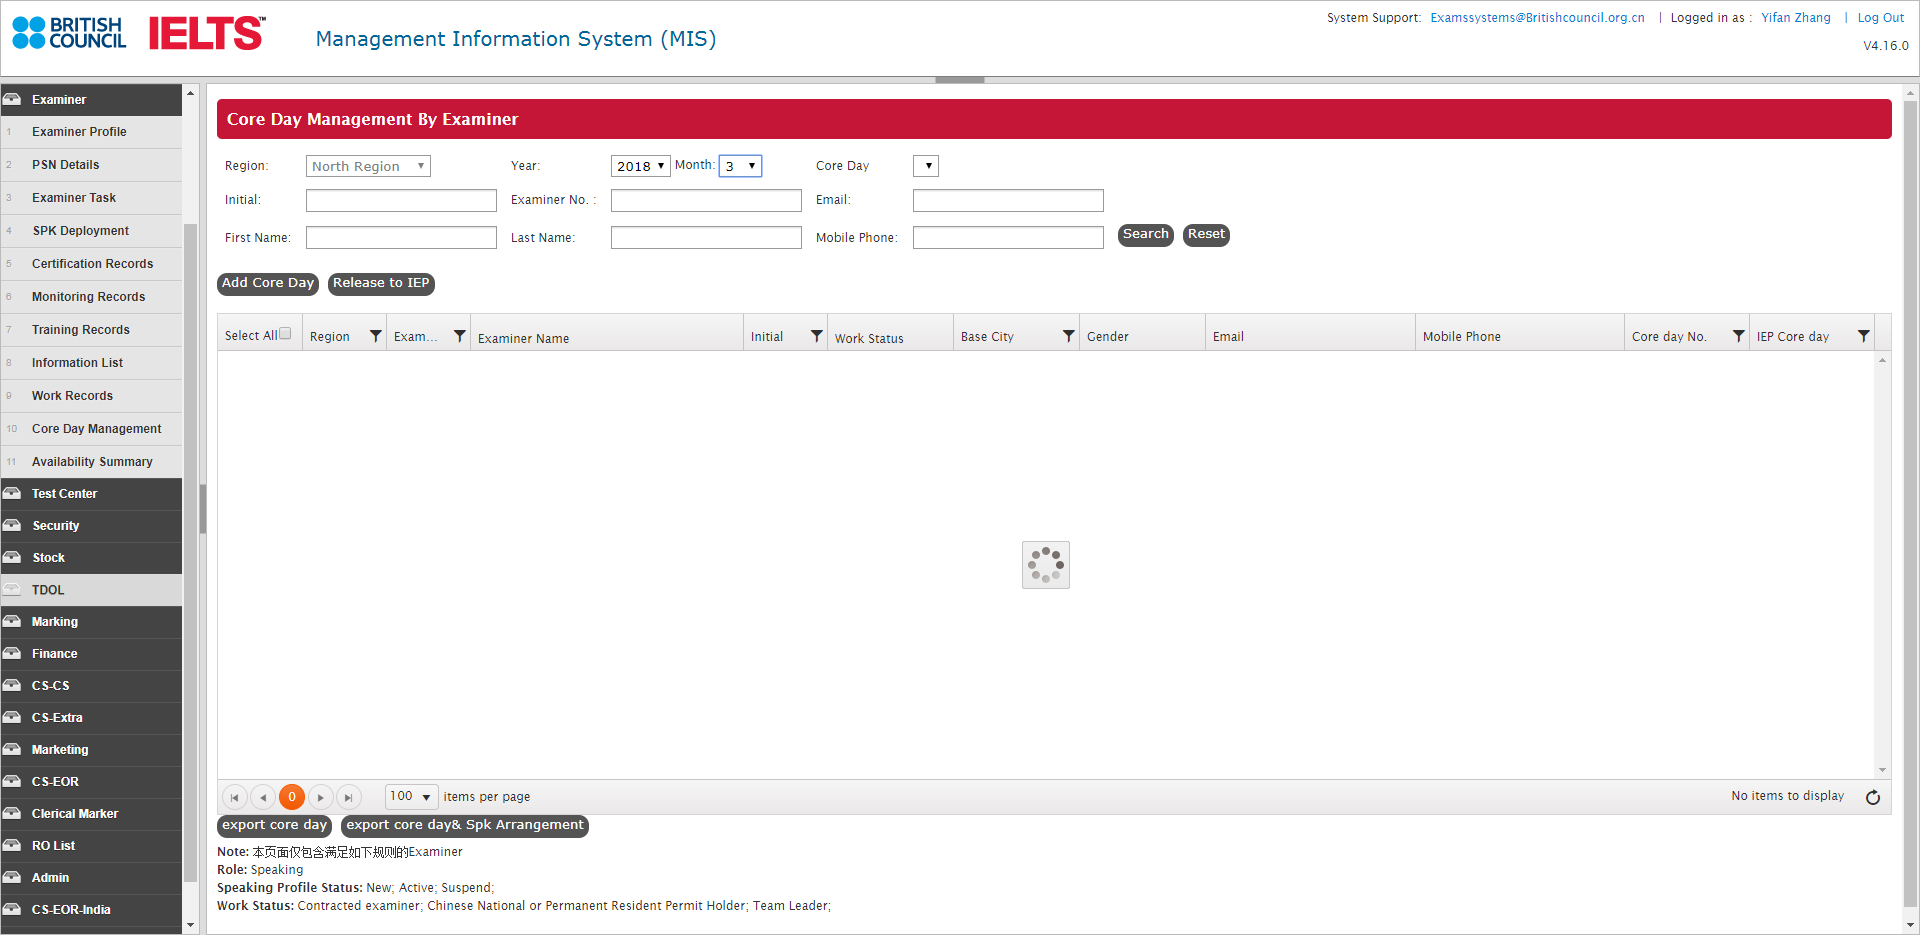 BRITISH COUNCIL IELTS™ Management Information System (MIS)
System Support: Examssystems@Britishcouncil.org.cn | Logged in as : Yifan Zhang | Log Out
V4.16.0
Examiner
1 Examiner Profile
2 PSN Details
3 Examiner Task
4 SPK Deployment
5 Certification Records
6 Monitoring Records
7 Training Records
8 Information List
9 Work Records
10 Core Day Management
11 Availability Summary
Test Center
Security
Stock
TDOL
Marking
Finance
CS-CS
CS-Extra
Marketing
CS-EOR
Clerical Marker
RO List
Admin
CS-EOR-India
Core Day Management By Examiner
Region: North Region Year: 2018 Month: 3 Core Day
Initial: Examiner No. : Email:
First Name: Last Name: Mobile Phone: Search Reset
Add Core Day Release to IEP
Select All Region Exam... Examiner Name Initial Work Status Base City Gender Email Mobile Phone Core day No. IEP Core day
0 100 items per page No items to display
export core day export core day& Spk Arrangement
Note: 本页面仅包含满足如下规则的Examiner
Role: Speaking
Speaking Profile Status: New; Active; Suspend;
Work Status: Contracted examiner; Chinese National or Permanent Resident Permit Holder; Team Leader;